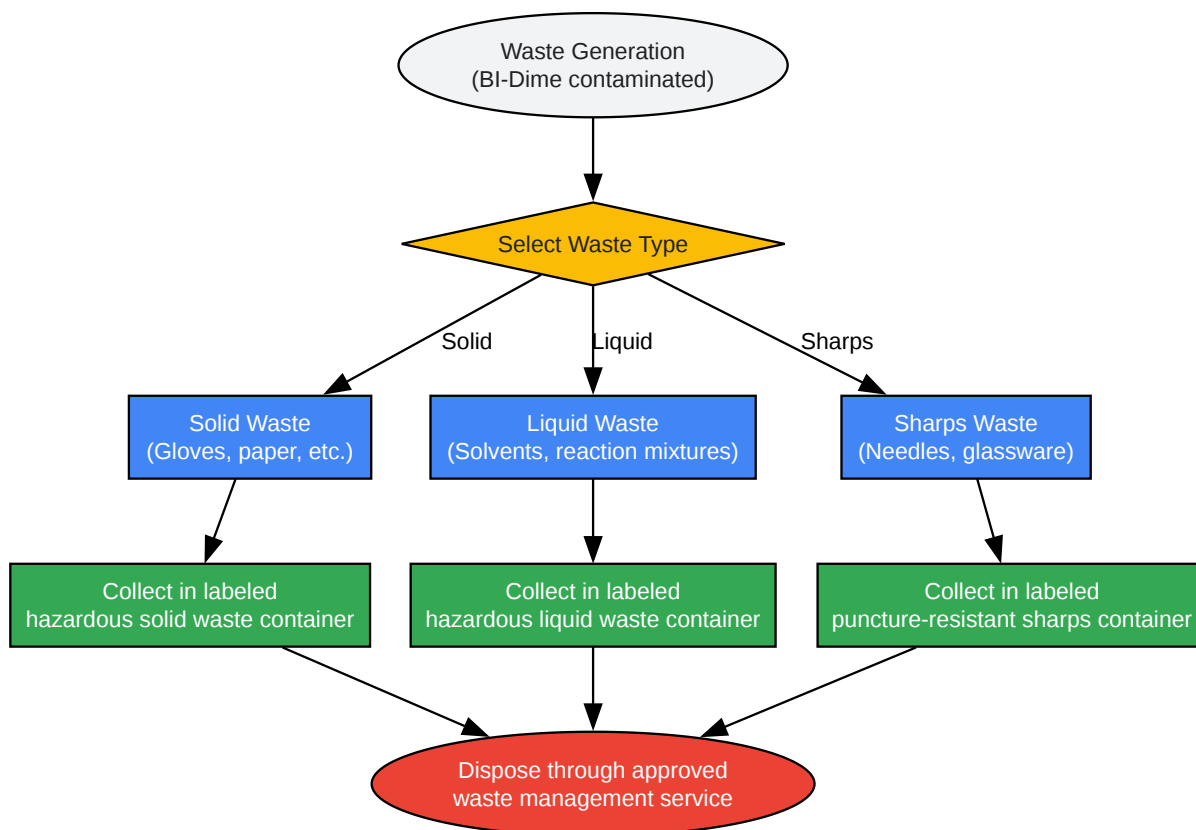 Waste Generation
(BI-Dime contaminated)
Select Waste Type
Solid
Liquid
Sharps
Solid Waste
(Gloves, paper, etc.)
Liquid Waste
(Solvents, reaction mixtures)
Sharps Waste
(Needles, glassware)
Collect in labeled
hazardous solid waste container
Collect in labeled
hazardous liquid waste container
Collect in labeled
puncture-resistant sharps container
Dispose through approved
waste management service